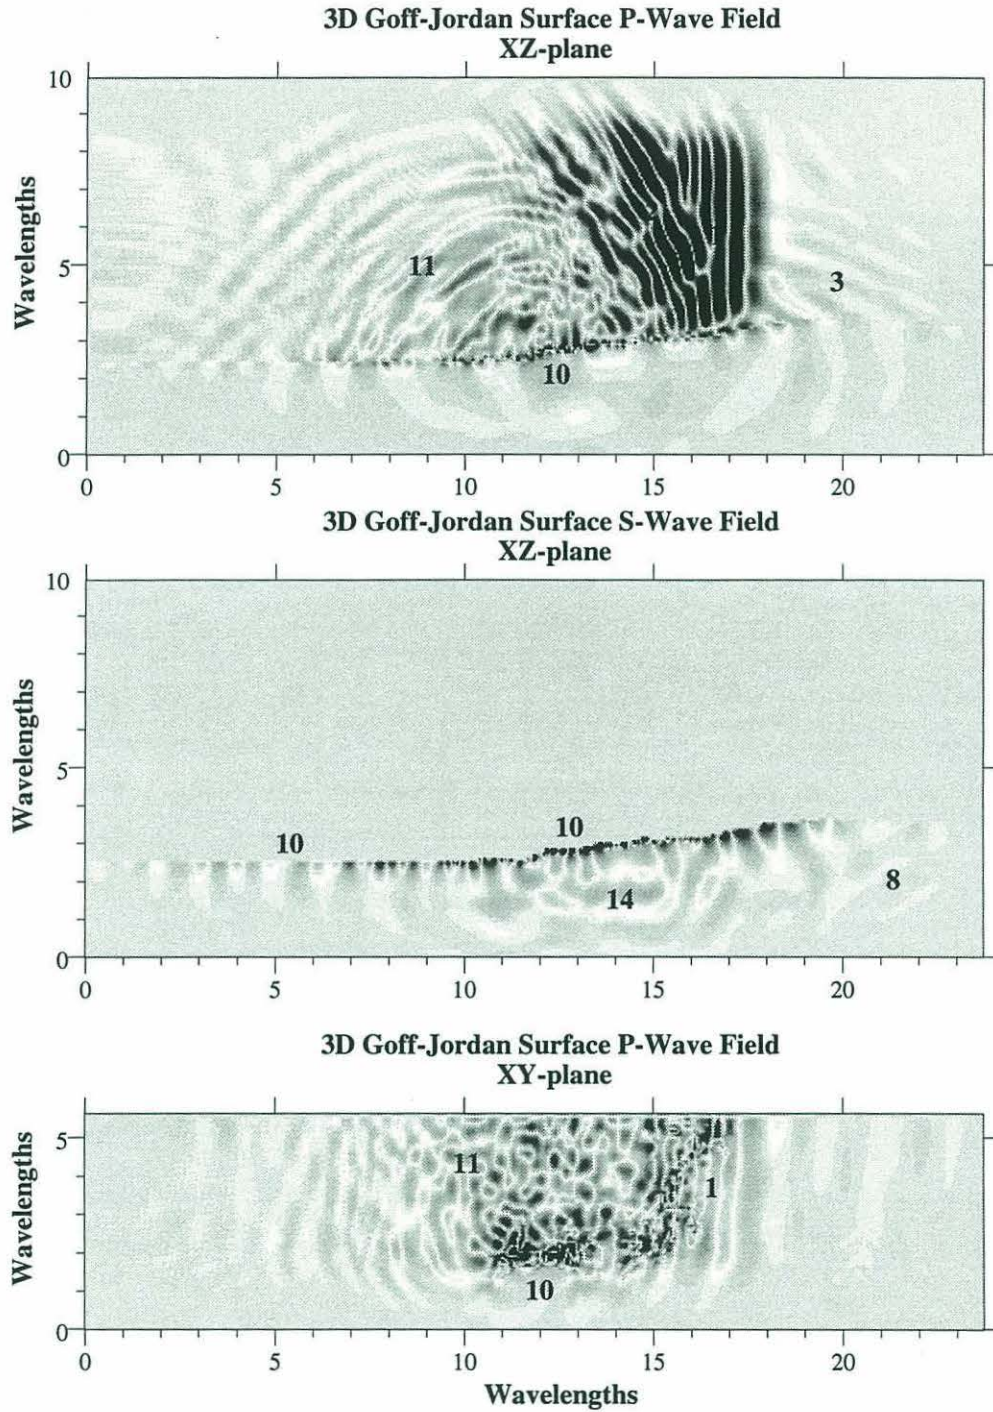 3D Goff-Jordan Surface P-Wave Field
XZ-plane
10
Wavelengths
5
11
3
10
0
0 5 10 15 20
3D Goff-Jordan Surface S-Wave Field
XZ-plane
10
Wavelengths
5
10
10
14
8
0
0 5 10 15 20
3D Goff-Jordan Surface P-Wave Field
XY-plane
5
Wavelengths
11
1
10
0
0 5 10 15 20
Wavelengths